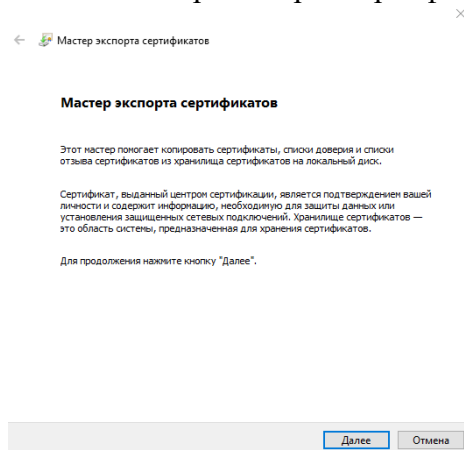 Мастер экспорта сертификатов
Мастер экспорта сертификатов
Этот мастер помогает копировать сертификаты, списки доверия и списки
отзыва сертификатов из хранилища сертификатов на локальный диск.
Сертификат, выданный центром сертификации, является подтверждением вашей
личности и содержит информацию, необходимую для защиты данных или
установления защищенных сетевых подключений. Хранилище сертификатов —
это область системы, предназначенная для хранения сертификатов.
Для продолжения нажмите кнопку "Далее".
Далее
Отмена